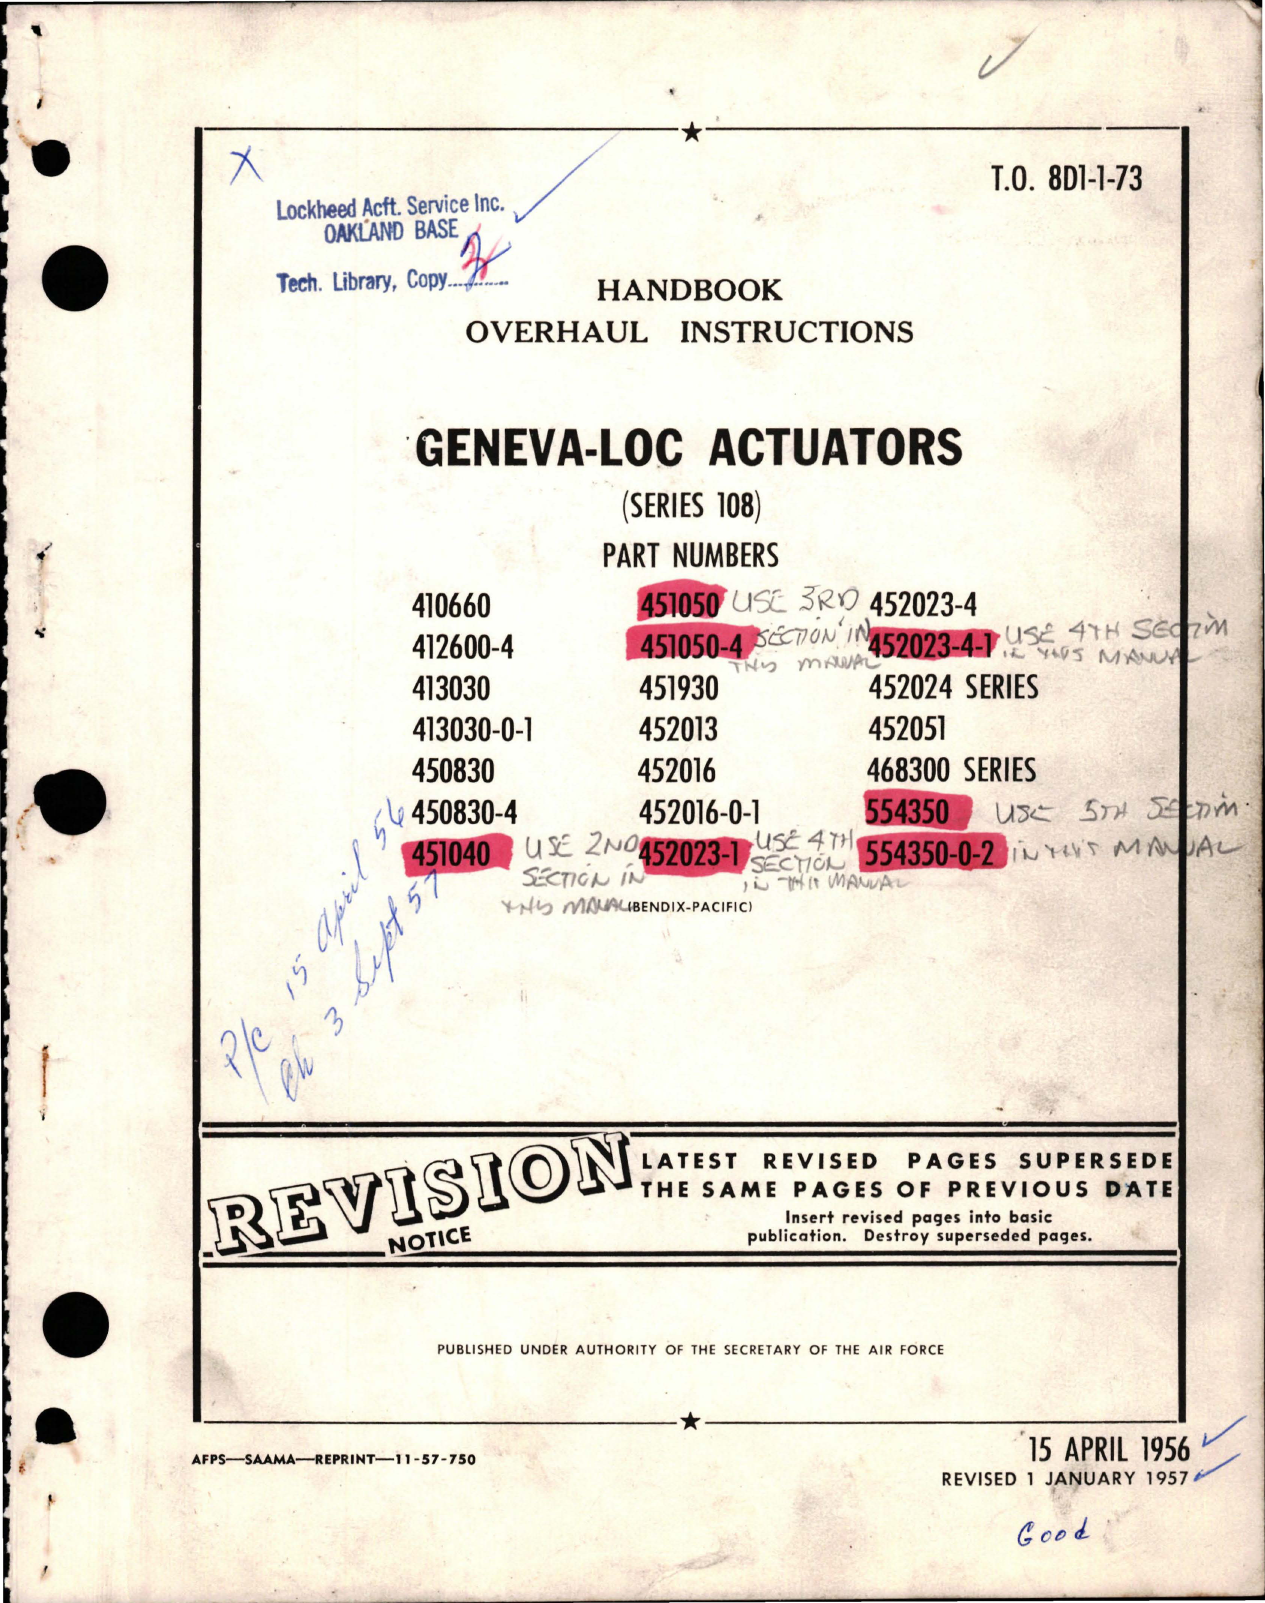 T.O. 8D1-1-73
X
Lockheed Acft. Service Inc.
OAKLAND BASE
Tech. Library, Copy
HANDBOOK
OVERHAUL INSTRUCTIONS
GENEVA-LOC ACTUATORS
(SERIES 108)
PART NUMBERS
410660 451050 USE 3RD 452023-4
412600-4 451050-4 SECTION IN 452023-4-1 USE 4TH SECTION
THIS MANUAL IN THIS MANUAL
413030 451930 452024 SERIES
413030-0-1 452013 452051
450830 452016 468300 SERIES
450830-4 452016-0-1 554350 USE 5TH SECTION
451040 USE 2ND 452023-1 USE 4TH 554350-0-2 IN THIS MANUAL
SECTION IN SECTION
THIS MANUAL IN THIS MANUAL
(BENDIX-PACIFIC)
P/C 15 April 56
Ch 3 Sept 57
REVISION
NOTICE
LATEST REVISED PAGES SUPERSEDE
THE SAME PAGES OF PREVIOUS DATE
Insert revised pages into basic
publication. Destroy superseded pages.
PUBLISHED UNDER AUTHORITY OF THE SECRETARY OF THE AIR FORCE
AFPS—SAAMA—REPRINT—11-57-750
15 APRIL 1956
REVISED 1 JANUARY 1957
Good